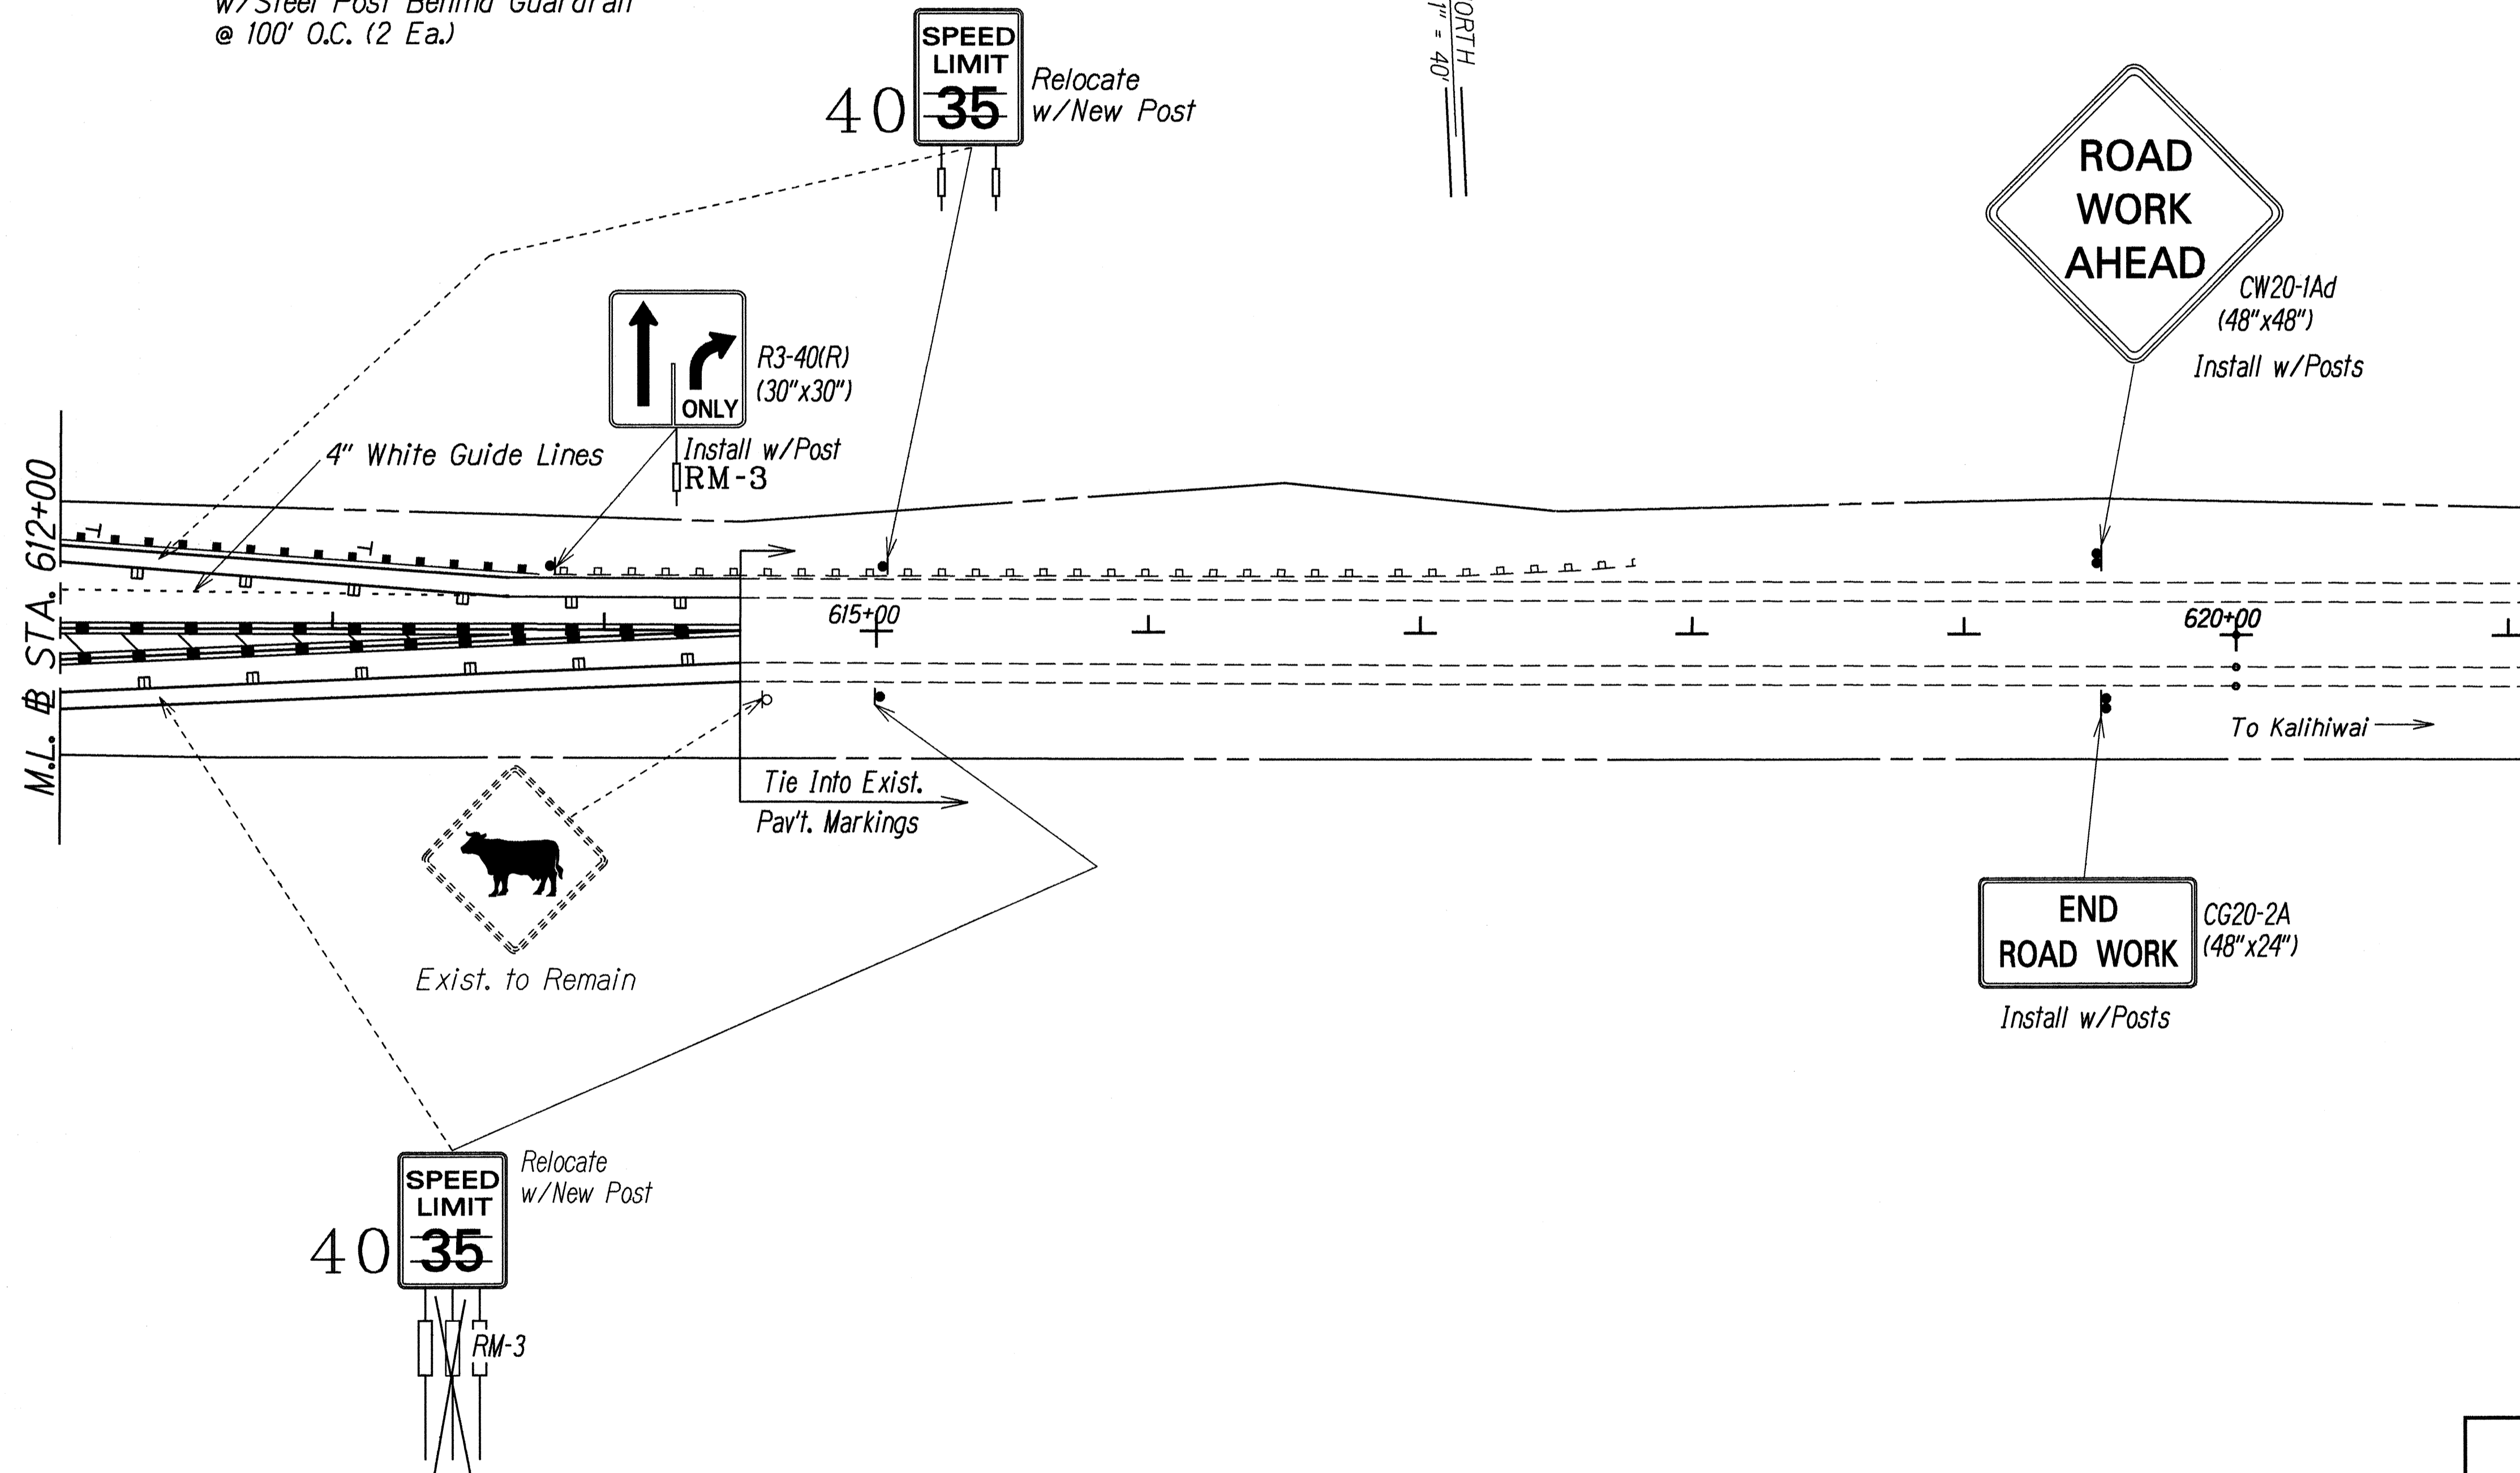 w/Steel Post Behind Guardrail
@ 100' O.C. (2 Ea.)
SPEED
LIMIT
35
40
Relocate
w/New Post
1" = 40'
ROAD
WORK
AHEAD
CW20-1Ad
(48"x48")
Install w/Posts
ONLY
R3-40(R)
(30"x30")
Install w/Post
RM-3
4" White Guide Lines
M.L. B STA. 612+00
615+00
620+00
To Kalihiwai
Tie Into Exist.
Pav't. Markings
Exist. to Remain
END
ROAD WORK
CG20-2A
(48"x24")
Install w/Posts
SPEED
LIMIT
35
40
Relocate
w/New Post
RM-3